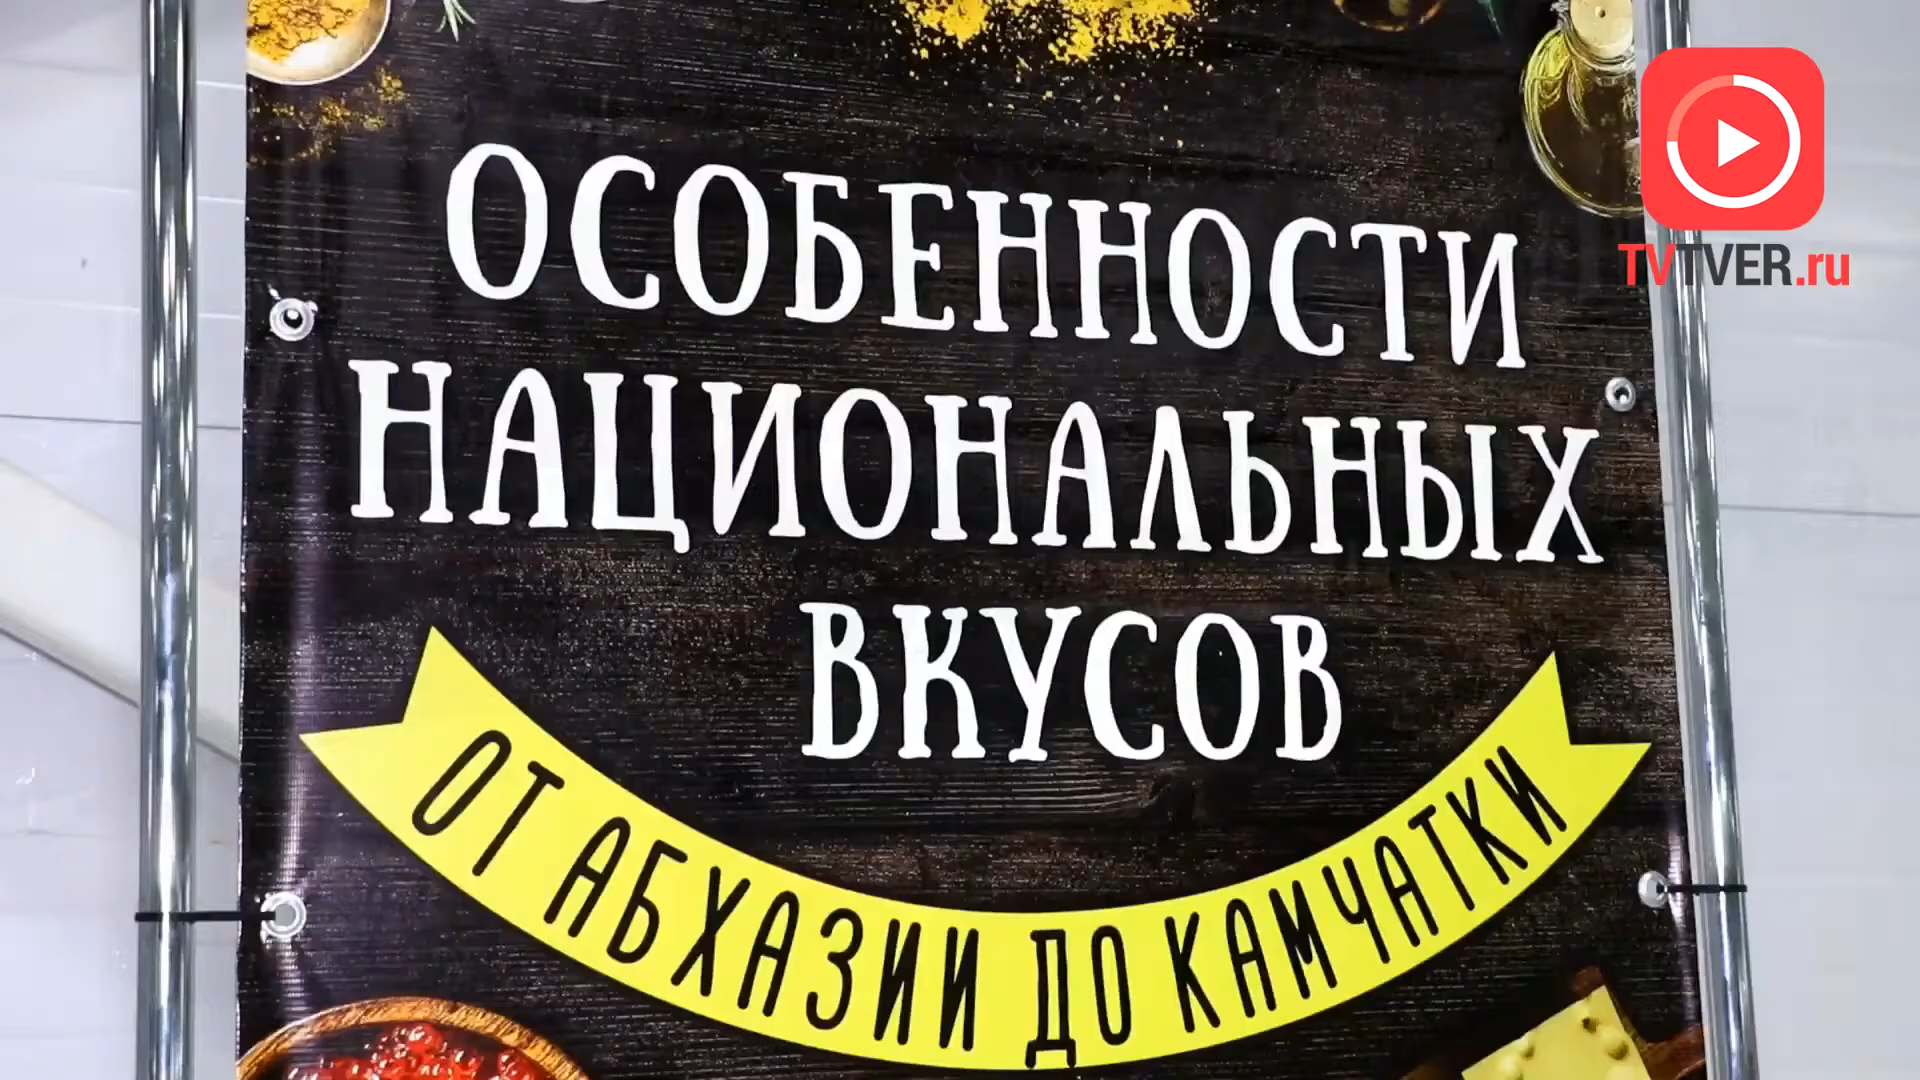 TVTVER.ru
ОСОБЕННОСТИ
НАЦИОНАЛЬНЫХ
ВКУСОВ
ОТ АБХАЗИИ ДО КАМЧАТКИ